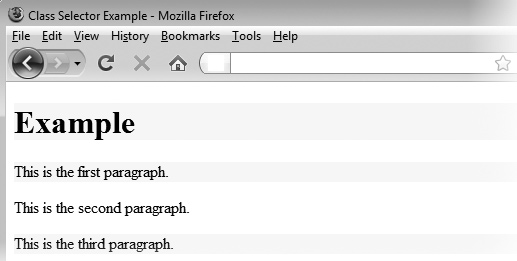 Class Selector Example - Mozilla Firefox
File Edit View History Bookmarks Tools Help
Example
This is the first paragraph.
This is the second paragraph.
This is the third paragraph.